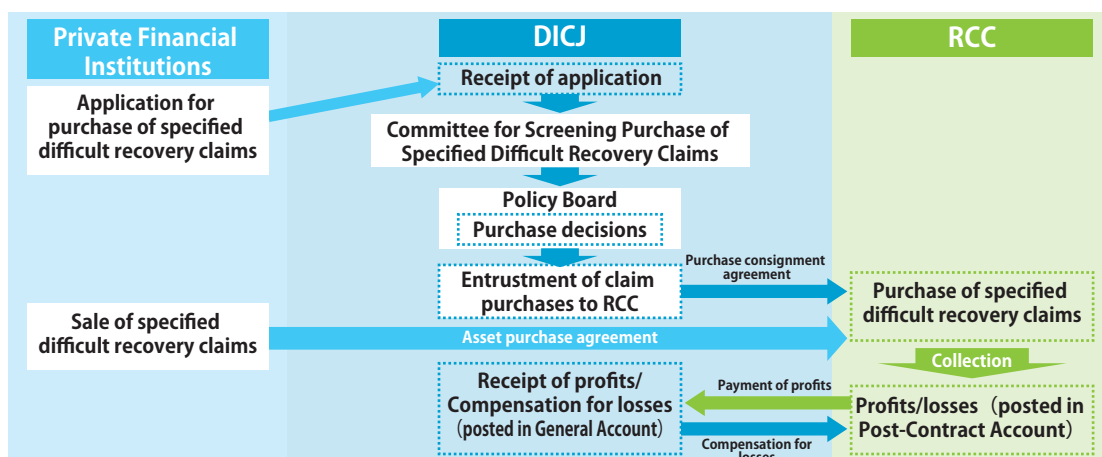 Private Financial
Institutions
DICJ
RCC
Receipt of application
Application for
purchase of specified
difficult recovery claims
Committee for Screening Purchase of
Specified Difficult Recovery Claims
Policy Board
Purchase decisions
Entrustment of claim
purchases to RCC
Purchase consignment
agreement
Purchase of specified
difficult recovery claims
Sale of specified
difficult recovery claims
Asset purchase agreement
Collection
Receipt of profits/
Compensation for losses
(posted in General Account)
Payment of profits
Compensation for
losses
Profits/losses（posted in
Post-Contract Account）